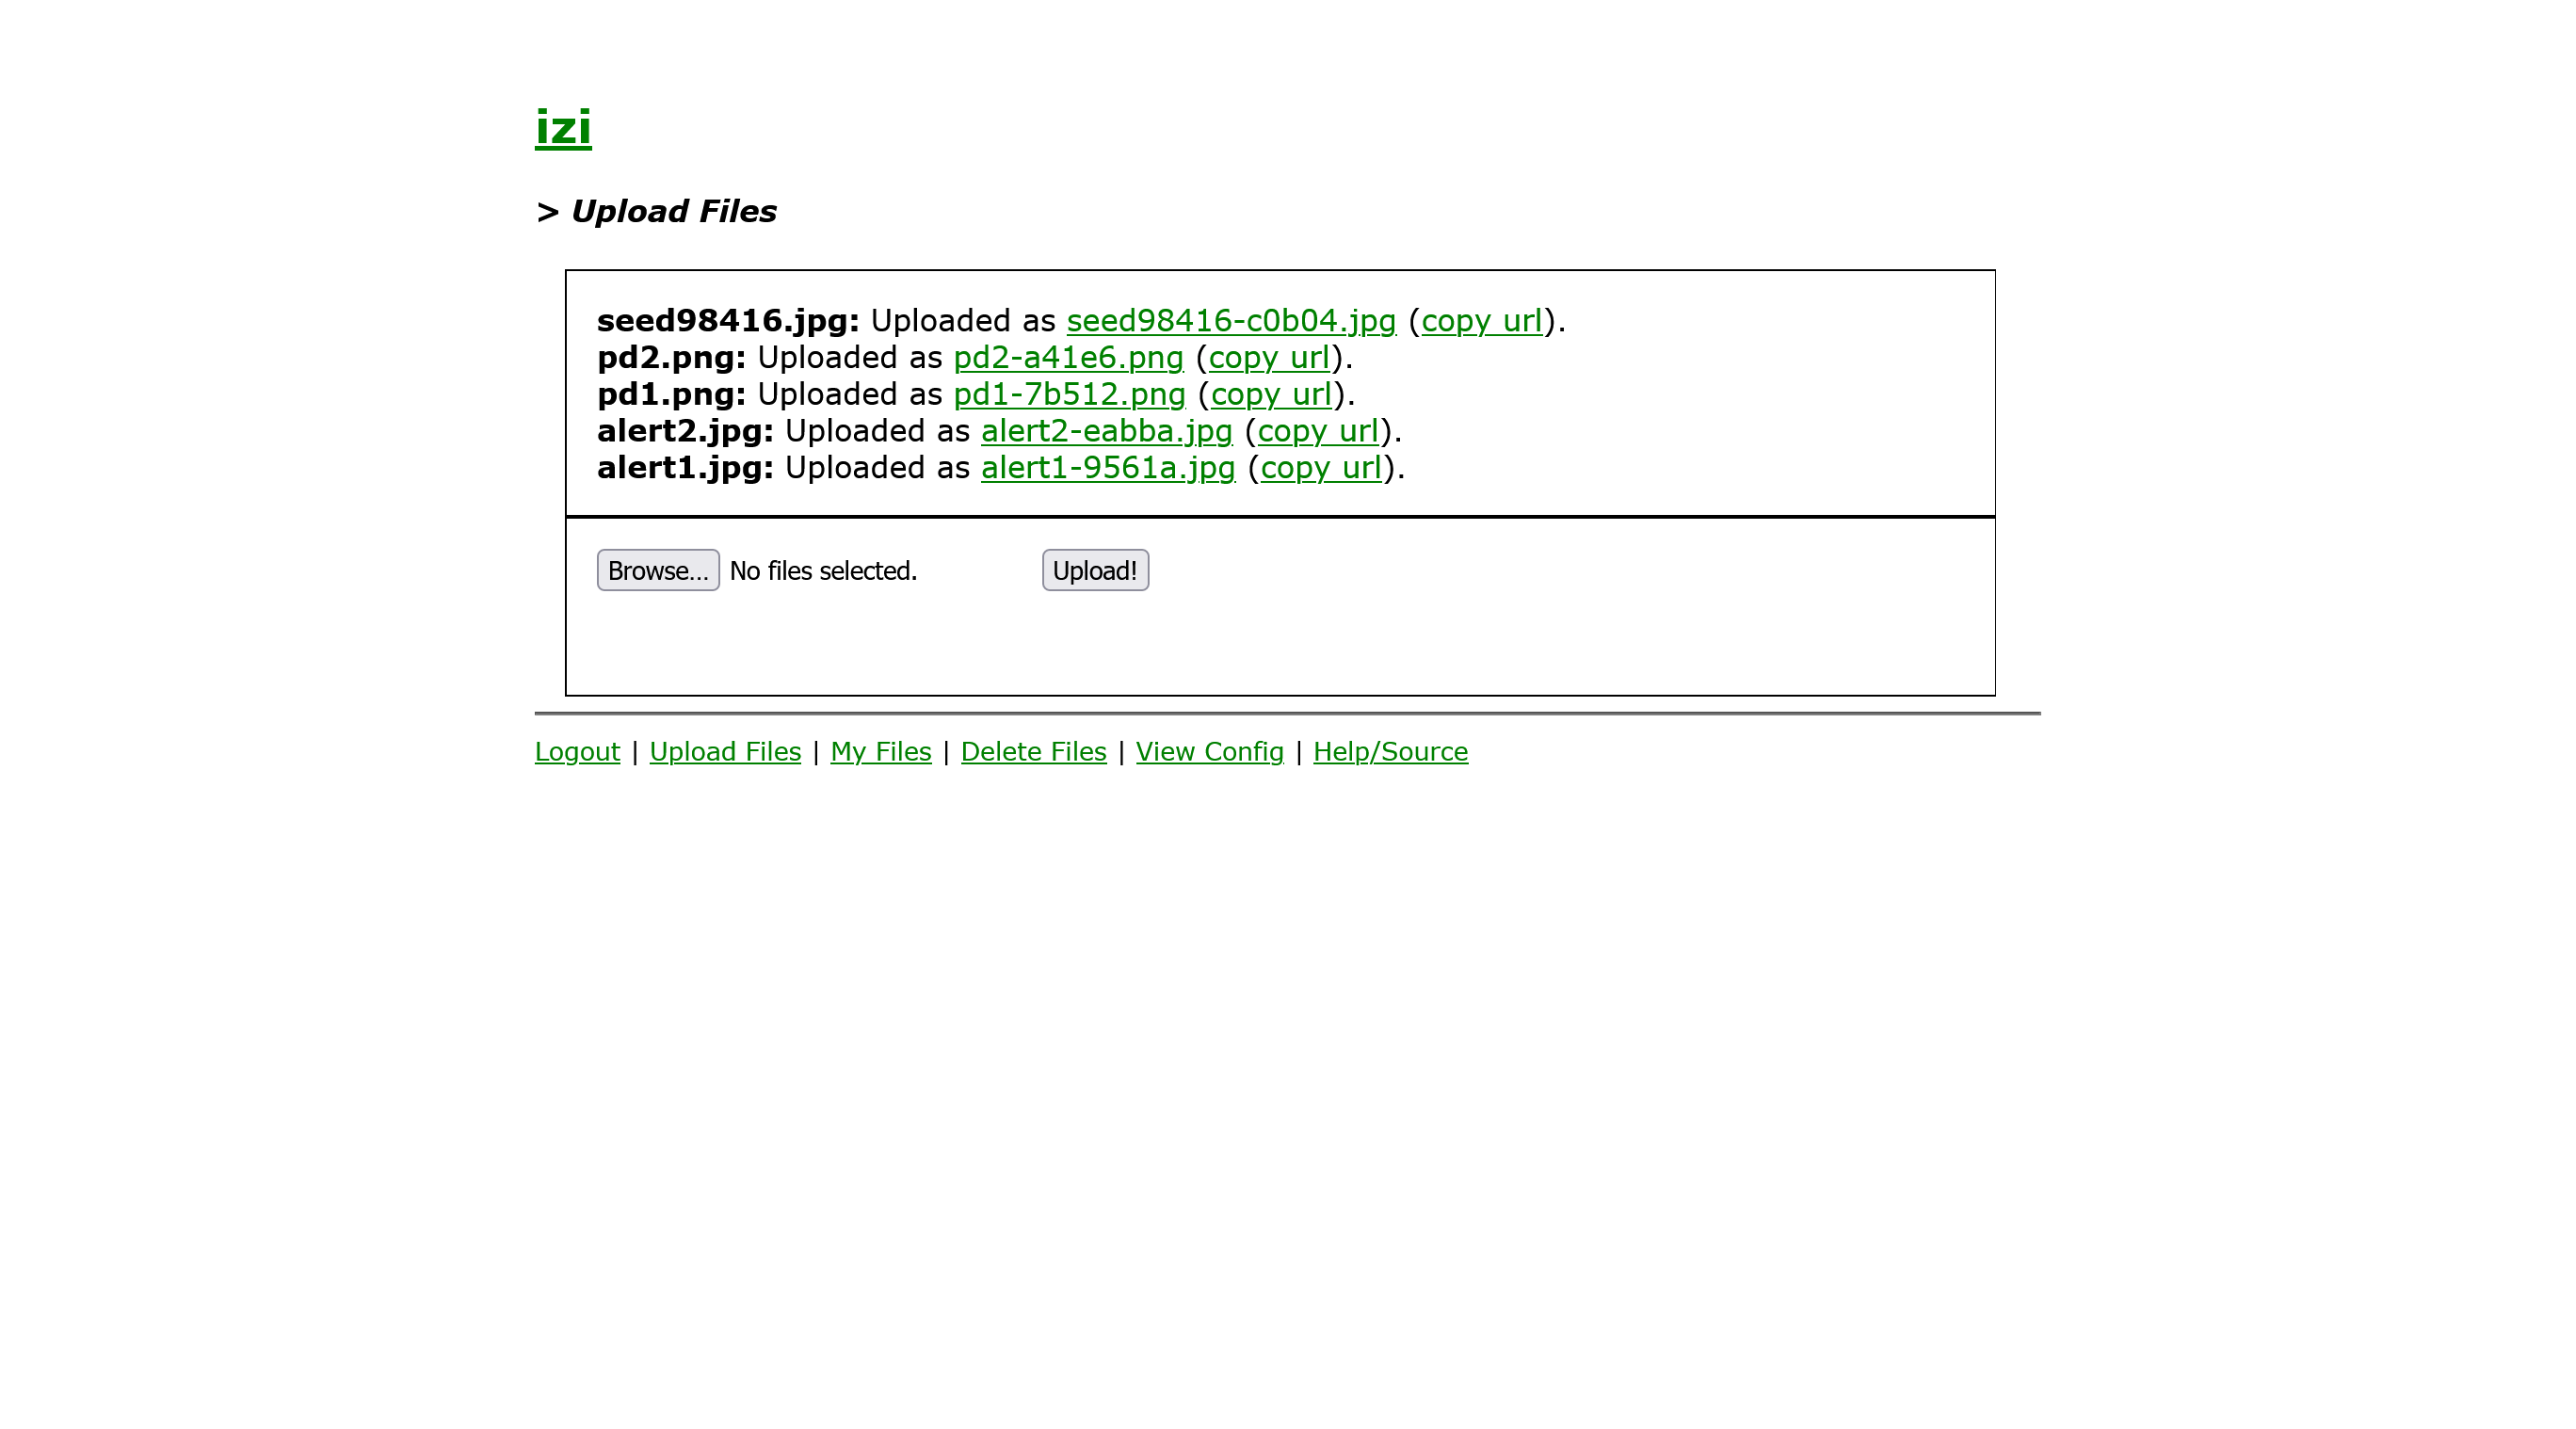 izi
> Upload Files
seed98416.jpg: Uploaded as seed98416-c0b04.jpg (copy url).
pd2.png: Uploaded as pd2-a41e6.png (copy url).
pd1.png: Uploaded as pd1-7b512.png (copy url).
alert2.jpg: Uploaded as alert2-eabba.jpg (copy url).
alert1.jpg: Uploaded as alert1-9561a.jpg (copy url).
Browse... No files selected. Upload!
Logout | Upload Files | My Files | Delete Files | View Config | Help/Source